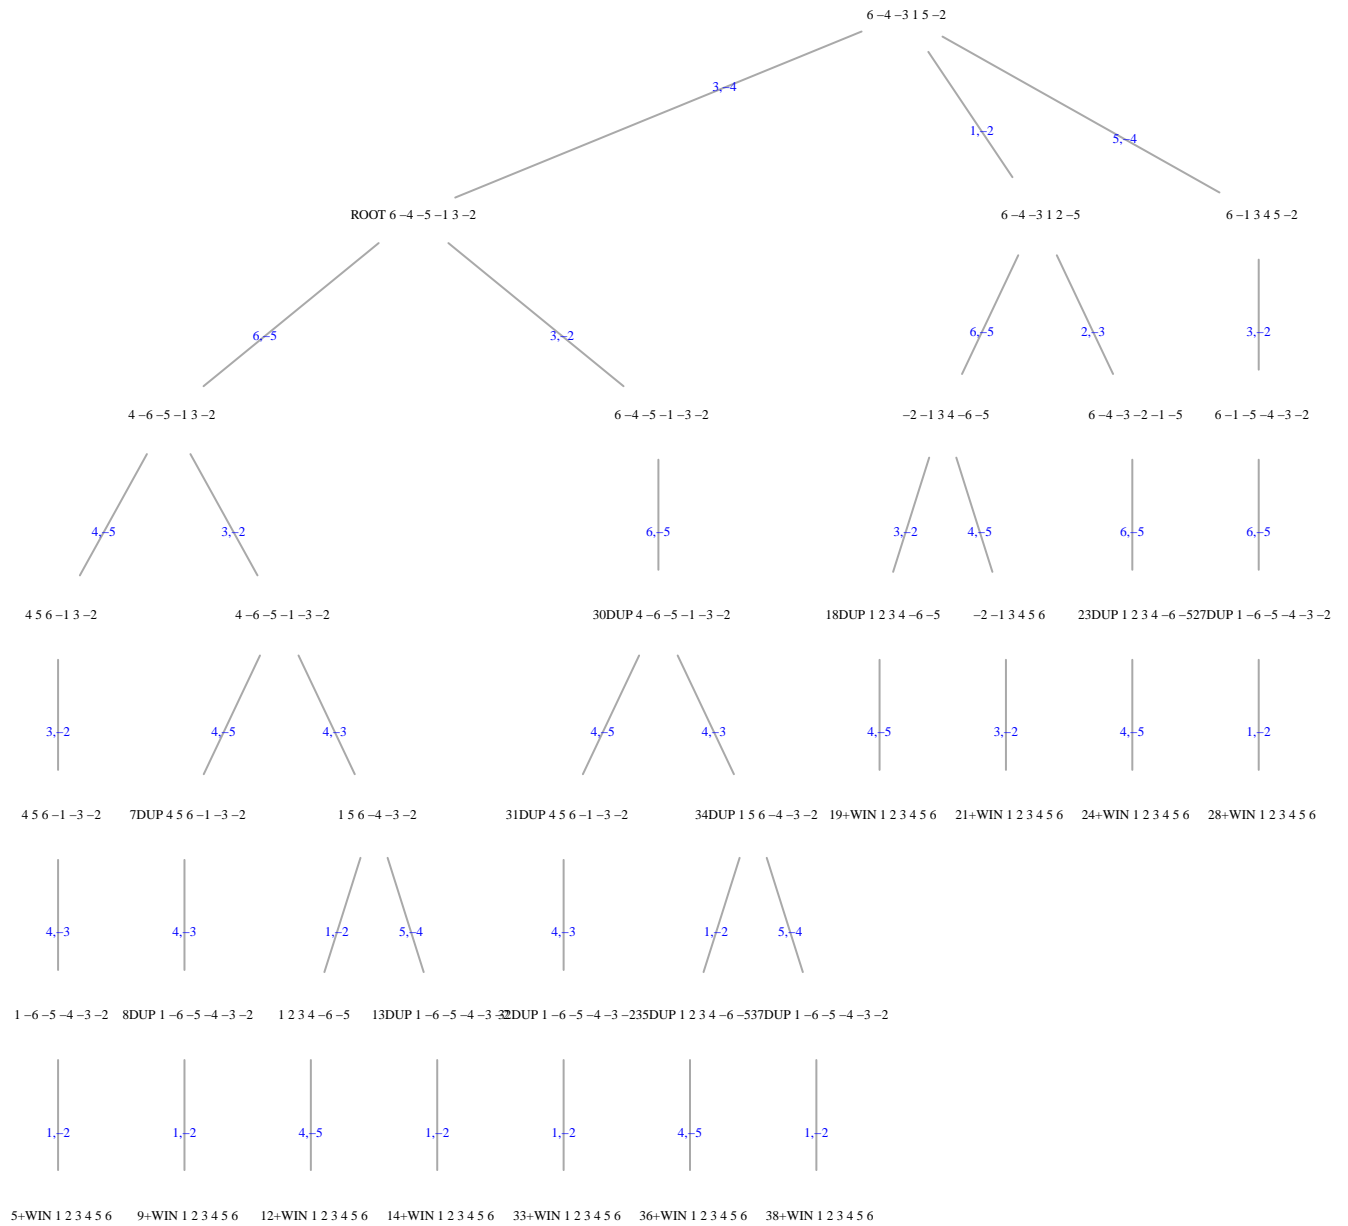 6 −4 −3 1 5 −2
3,−4
1,−2
5,−4
ROOT 6 −4 −5 −1 3 −2
6 −4 −3 1 2 −5
6 −1 3 4 5 −2
6,−5
3,−2
6,−5
2,−3
3,−2
4 −6 −5 −1 3 −2
6 −4 −5 −1 −3 −2
−2 −1 3 4 −6 −5
6 −4 −3 −2 −1 −5
6 −1 −5 −4 −3 −2
4,−5
3,−2
6,−5
3,−2
4,−5
6,−5
6,−5
4 5 6 −1 3 −2
4 −6 −5 −1 −3 −2
30DUP 4 −6 −5 −1 −3 −2
18DUP 1 2 3 4 −6 −5
−2 −1 3 4 5 6
23DUP 1 2 3 4 −6 −5
27DUP 1 −6 −5 −4 −3 −2
3,−2
4,−5
4,−3
4,−5
4,−3
4,−5
3,−2
4,−5
1,−2
4 5 6 −1 −3 −2
7DUP 4 5 6 −1 −3 −2
1 5 6 −4 −3 −2
31DUP 4 5 6 −1 −3 −2
34DUP 1 5 6 −4 −3 −2
19+WIN 1 2 3 4 5 6
21+WIN 1 2 3 4 5 6
24+WIN 1 2 3 4 5 6
28+WIN 1 2 3 4 5 6
4,−3
4,−3
1,−2
5,−4
4,−3
1,−2
5,−4
1 −6 −5 −4 −3 −2
8DUP 1 −6 −5 −4 −3 −2
1 2 3 4 −6 −5
13DUP 1 −6 −5 −4 −3 −2
32DUP 1 −6 −5 −4 −3 −2
35DUP 1 2 3 4 −6 −5
37DUP 1 −6 −5 −4 −3 −2
1,−2
1,−2
4,−5
1,−2
1,−2
4,−5
1,−2
5+WIN 1 2 3 4 5 6
9+WIN 1 2 3 4 5 6
12+WIN 1 2 3 4 5 6
14+WIN 1 2 3 4 5 6
33+WIN 1 2 3 4 5 6
36+WIN 1 2 3 4 5 6
38+WIN 1 2 3 4 5 6